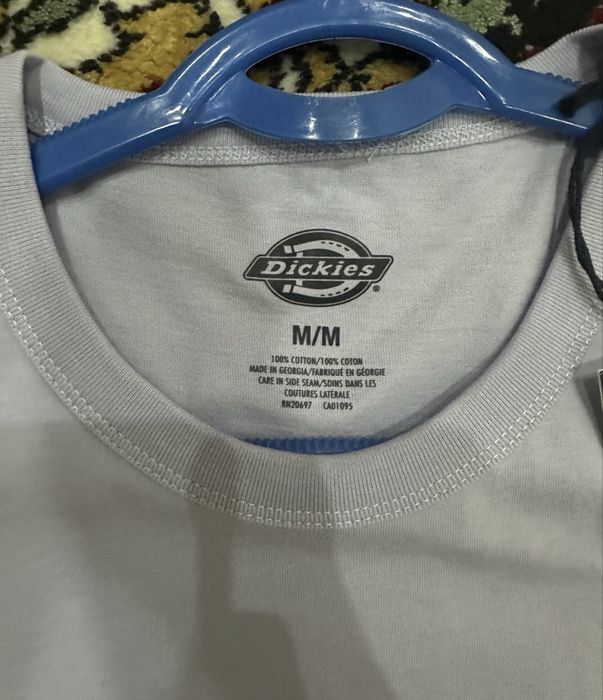 Dickies
®
M/M
100% COTTON/100% COTON
MADE IN GEORGIA/FABRIQUÉ EN GÉORGIE
CARE IN SIDE SEAM/SOINS DANS LES
COUTURES LATÉRALE
RN20697 CA01095